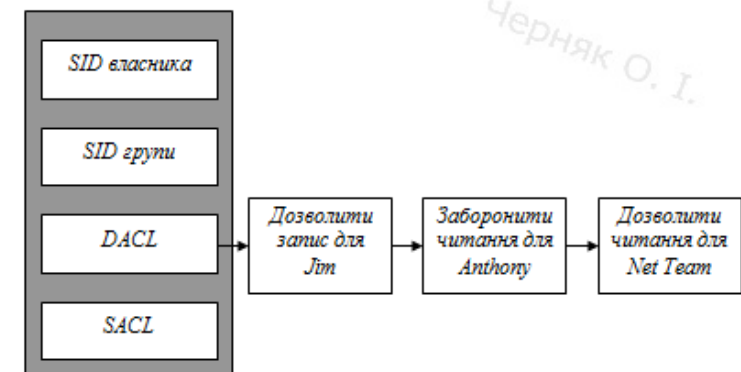 Черняк О. І.
SID власника
SID групи
DACL
SACL
Дозволити
запис для
Jim
Заборонити
читання для
Anthony
Дозволити
читання для
Net Team